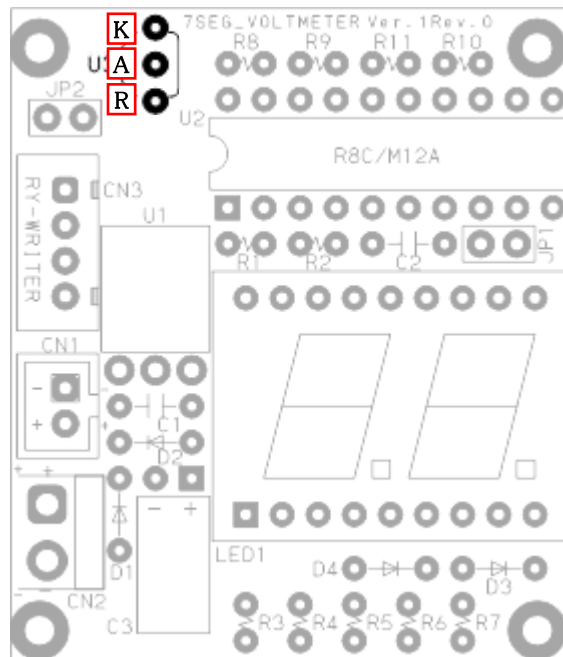 K
7SEG_VOLTMETER Ver.1Rev.0
R8 R9 R11 R10
A
R
JP2
U2
R8C/M12A
CN3
RY-WRITER
U1
R1 R2 C2 JP1
CN1
-
-
+
+
C1
D2
+ +
- +
LED1
D1
D4 D3
- -
CN2
C3
R3 R4 R5 R6 R7